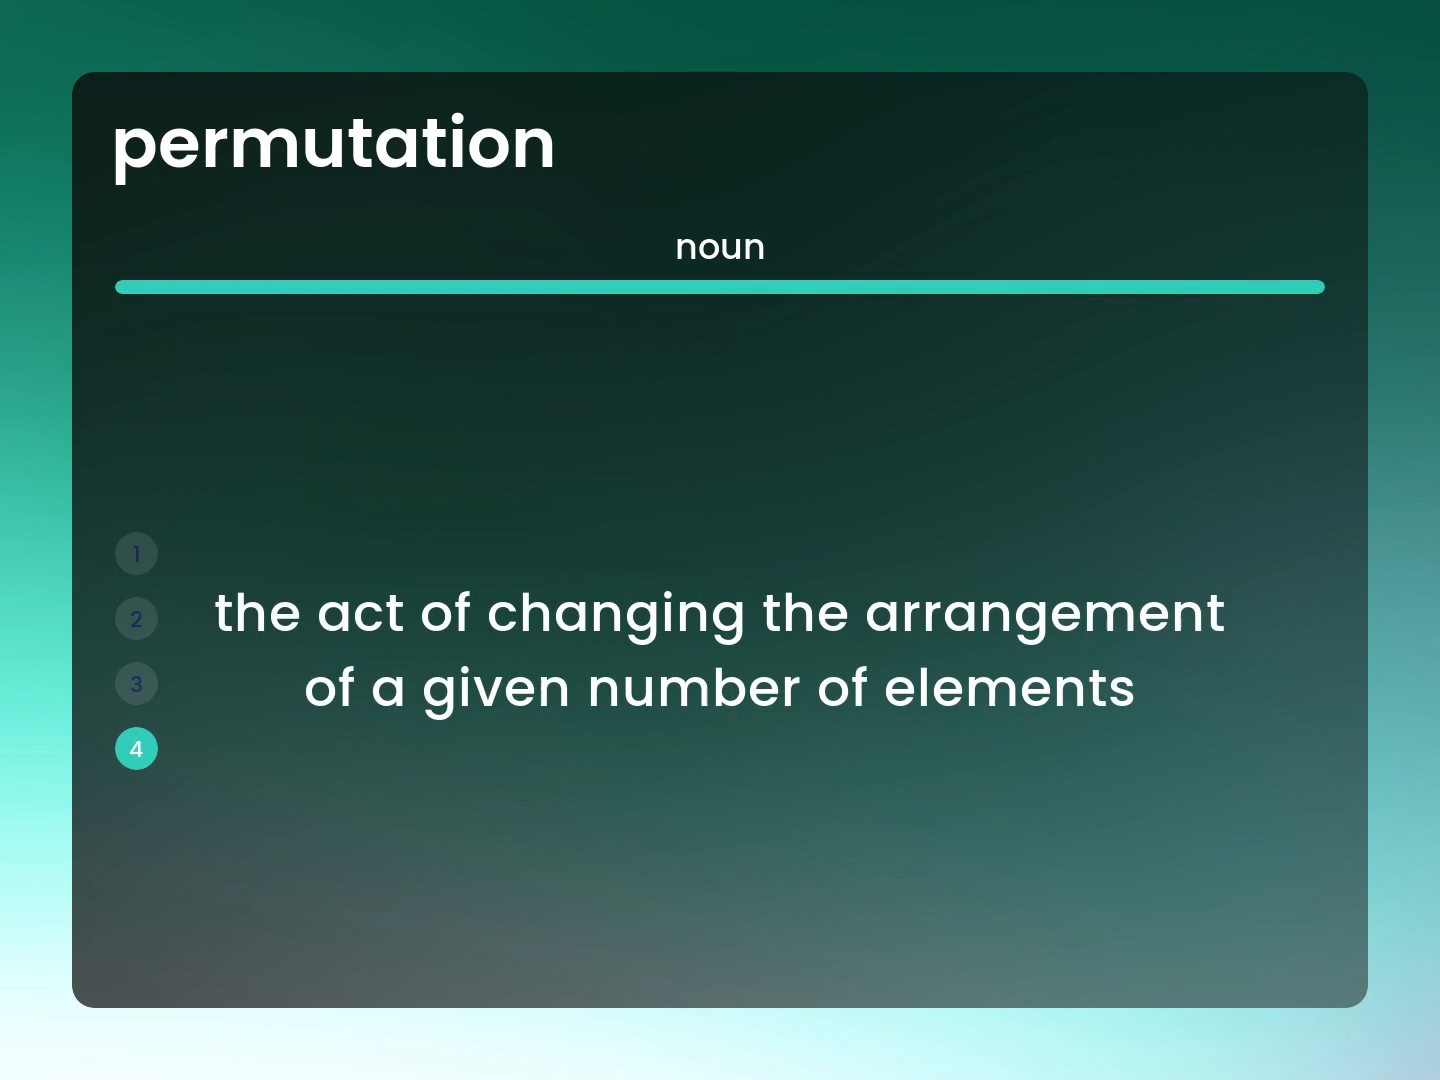 permutation
noun
1
2
3
4
the act of changing the arrangement
of a given number of elements